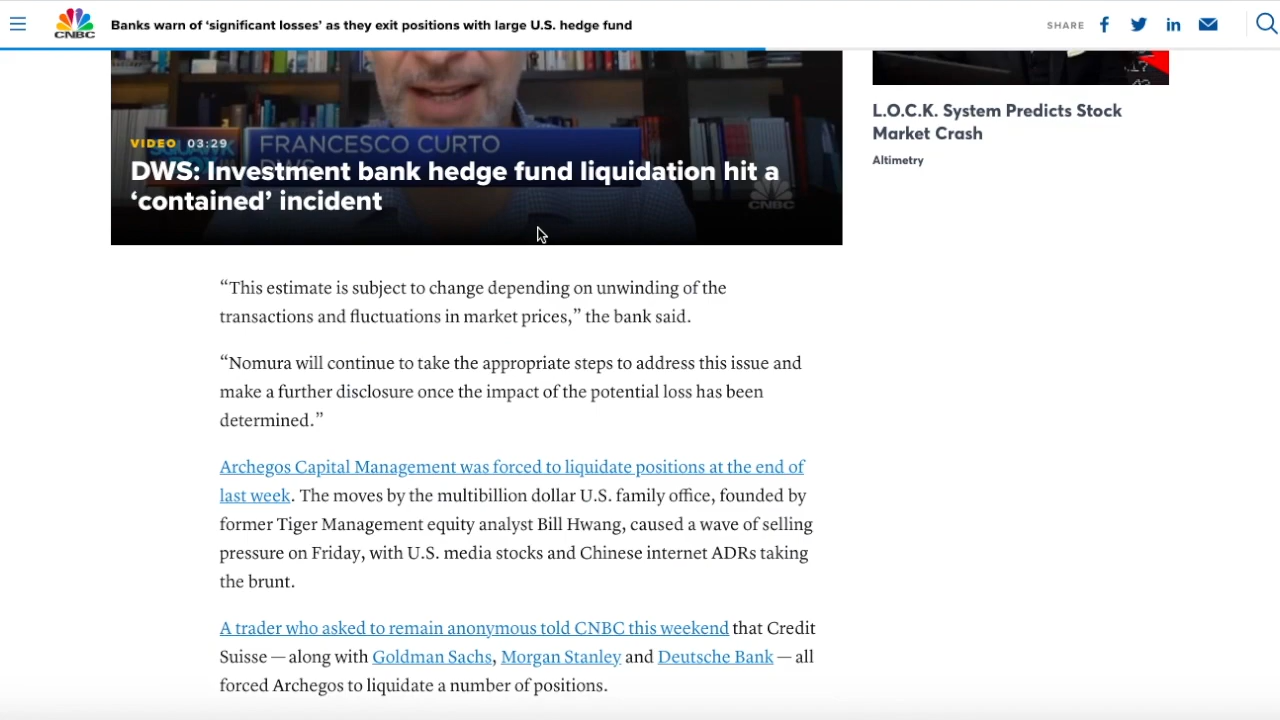 CNBC
Banks warn of ‘significant losses’ as they exit positions with large U.S. hedge fund
SHARE
VIDEO 03:29
FRANCESCO CURTO
DWS
DWS: Investment bank hedge fund liquidation hit a
‘contained’ incident
CNBC
“This estimate is subject to change depending on unwinding of the
transactions and fluctuations in market prices,” the bank said.
“Nomura will continue to take the appropriate steps to address this issue and
make a further disclosure once the impact of the potential loss has been
determined.”
Archegos Capital Management was forced to liquidate positions at the end of
last week. The moves by the multibillion dollar U.S. family office, founded by
former Tiger Management equity analyst Bill Hwang, caused a wave of selling
pressure on Friday, with U.S. media stocks and Chinese internet ADRs taking
the brunt.
A trader who asked to remain anonymous told CNBC this weekend that Credit
Suisse — along with Goldman Sachs, Morgan Stanley and Deutsche Bank — all
forced Archegos to liquidate a number of positions.
L.O.C.K. System Predicts Stock
Market Crash
Altimetry